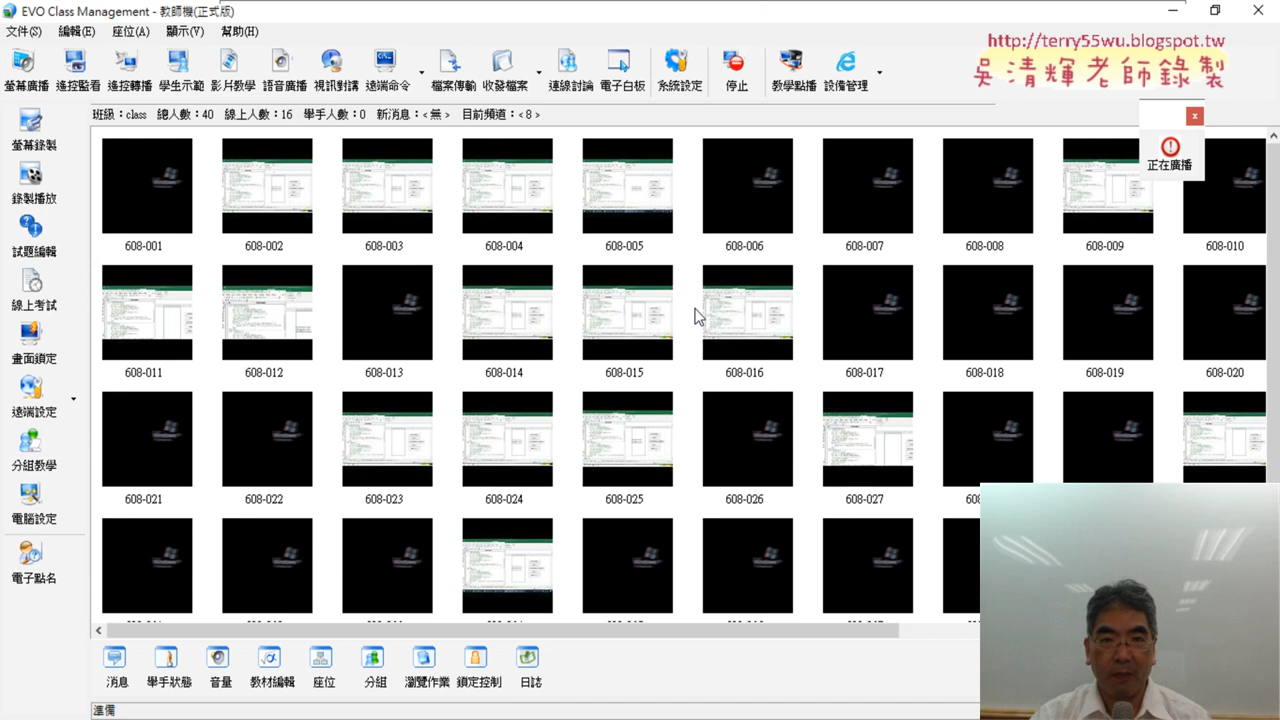 EVO Class Management - 教師機(正式版)
文件(S) 編輯(E) 座位(A) 顯示(V) 幫助(H)
http://terry55wu.blogspot.tw
吳清輝老師錄製
螢幕廣播 遙控監看 遙控轉播 學生示範 影片教學 語音廣播 視訊對講 遠端命令 檔案傳輸 收發檔案 連線討論 電子白板 系統設定 停止 教學點播 設備管理
班級：class 總人數：40 線上人數：16 舉手人數：0 新消息：< 無 > 目前頻道：< 8 >
正在廣播
螢幕錄製
錄製播放
試題編輯
線上考試
畫面鎖定
遠端設定
分組教學
電腦設定
電子點名
608-001 608-002 608-003 608-004 608-005 608-006 608-007 608-008 608-009 608-010
608-011 608-012 608-013 608-014 608-015 608-016 608-017 608-018 608-019 608-020
608-021 608-022 608-023 608-024 608-025 608-026 608-027
消息 舉手狀態 音量 教材編輯 座位 分組 瀏覽作業 鎖定控制 日誌
準備